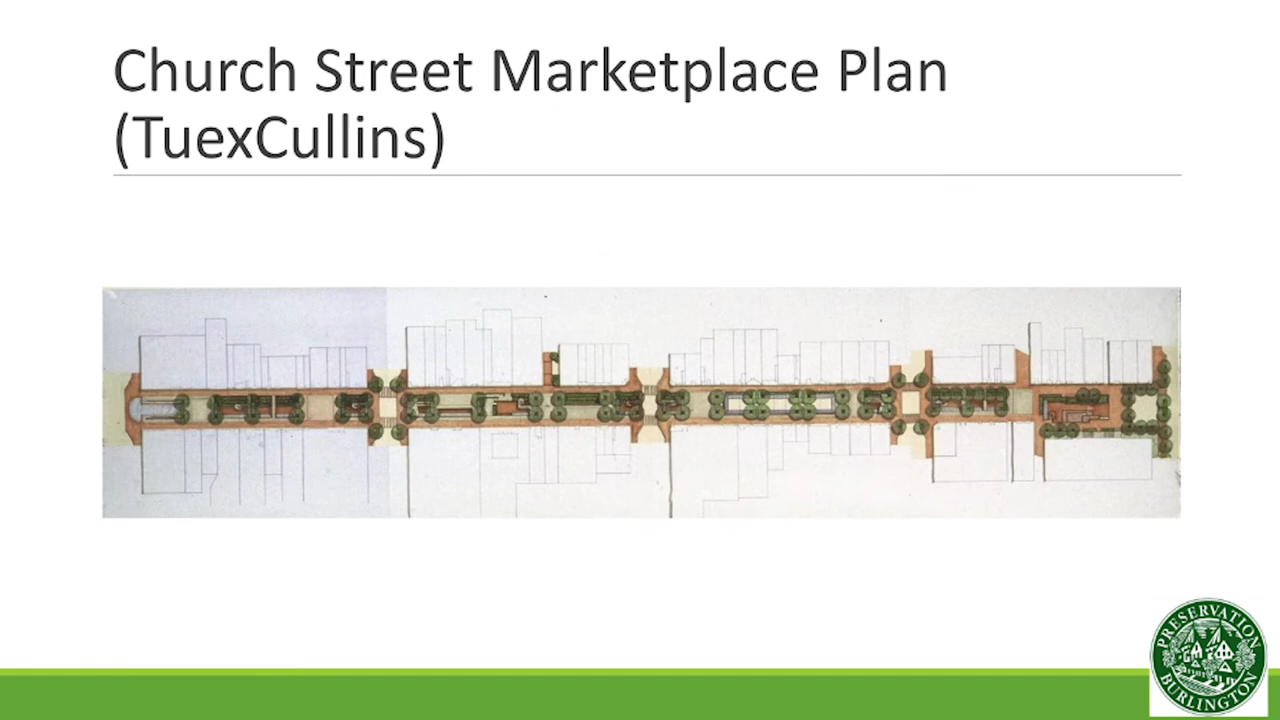 Church Street Marketplace Plan
(TuexCullins)
PRESERVATION
BURLINGTON